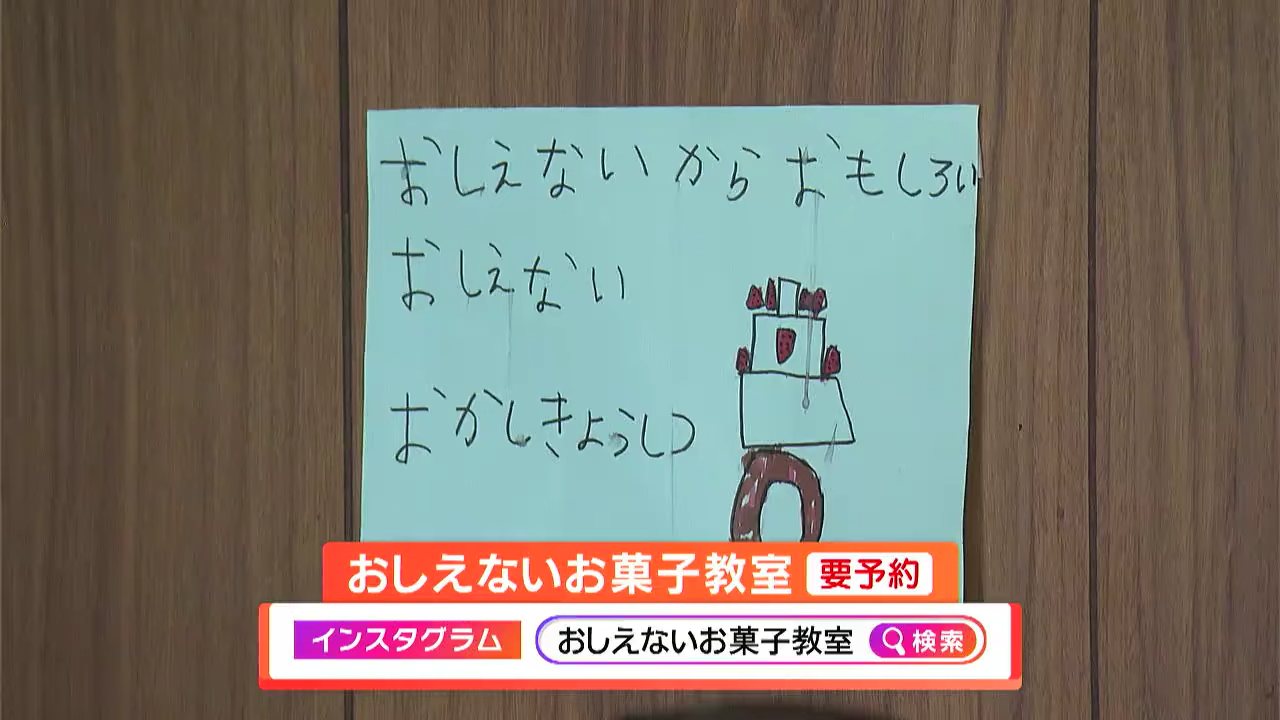 おしえないからおもしろい
おしえない
おかしきょうしつ
おしえないお菓子教室 要予約
インスタグラム おしえないお菓子教室 検索